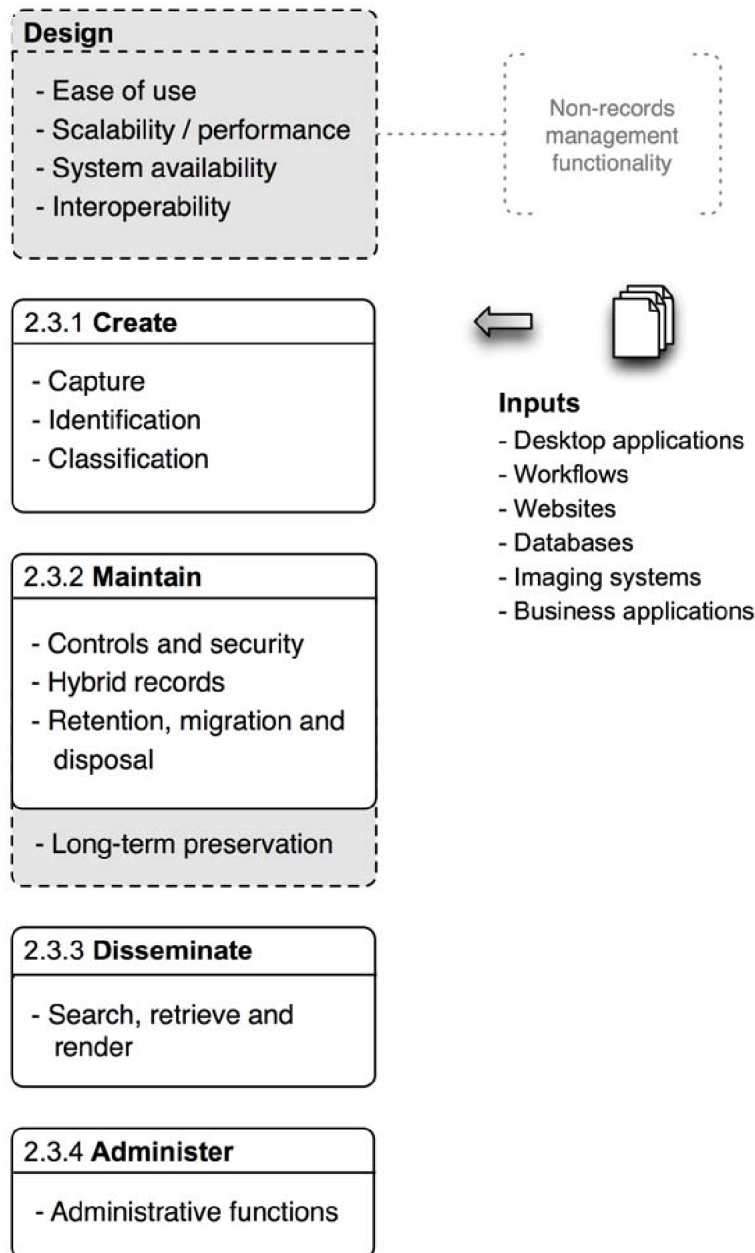 Design
- Ease of use
- Scalability / performance
- System availability
- Interoperability
Non-records
management
functionality
2.3.1 Create
- Capture
- Identification
- Classification
Inputs
- Desktop applications
- Workflows
- Websites
- Databases
- Imaging systems
- Business applications
2.3.2 Maintain
- Controls and security
- Hybrid records
- Retention, migration and
disposal
- Long-term preservation
2.3.3 Disseminate
- Search, retrieve and
render
2.3.4 Administer
- Administrative functions